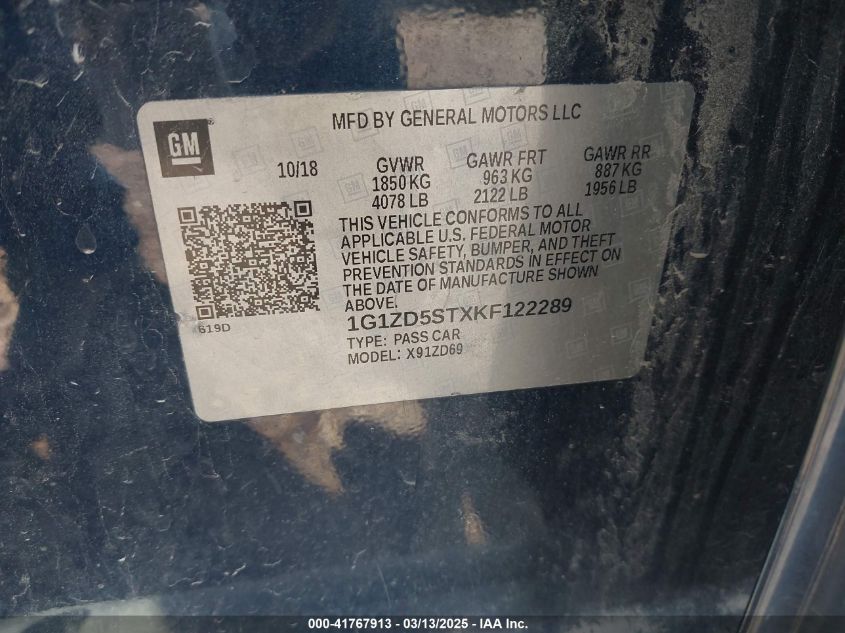 MFD BY GENERAL MOTORS LLC
GM
10/18
GVWR
1850 KG
4078 LB
GAWR FRT
963 KG
2122 LB
GAWR RR
887 KG
1956 LB
THIS VEHICLE CONFORMS TO ALL
APPLICABLE U.S. FEDERAL MOTOR
VEHICLE SAFETY, BUMPER, AND THEFT
PREVENTION STANDARDS IN EFFECT ON
THE DATE OF MANUFACTURE SHOWN
ABOVE.
619D
1G1ZD5STXKF122289
TYPE: PASS CAR
MODEL: X91ZD69
000-41767913 - 03/13/2025 - IAA Inc.